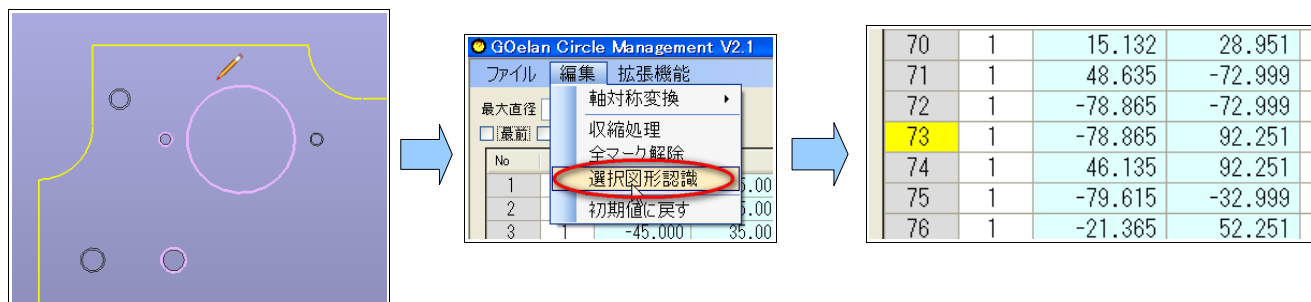 GOelan Circle Management V2.1
ファイル 編集 拡張機能
軸対称変換
最大直径
収縮処理
最前
全マーク解除
No
選択図形認識
1 5.00
2 5.00
初期値に戻す
3 1 -45.000 35.00
70 1 15.132 28.951
71 1 48.635 -72.999
72 1 -78.865 -72.999
73 1 -78.865 92.251
74 1 46.135 92.251
75 1 -79.615 -32.999
76 1 -21.365 52.251